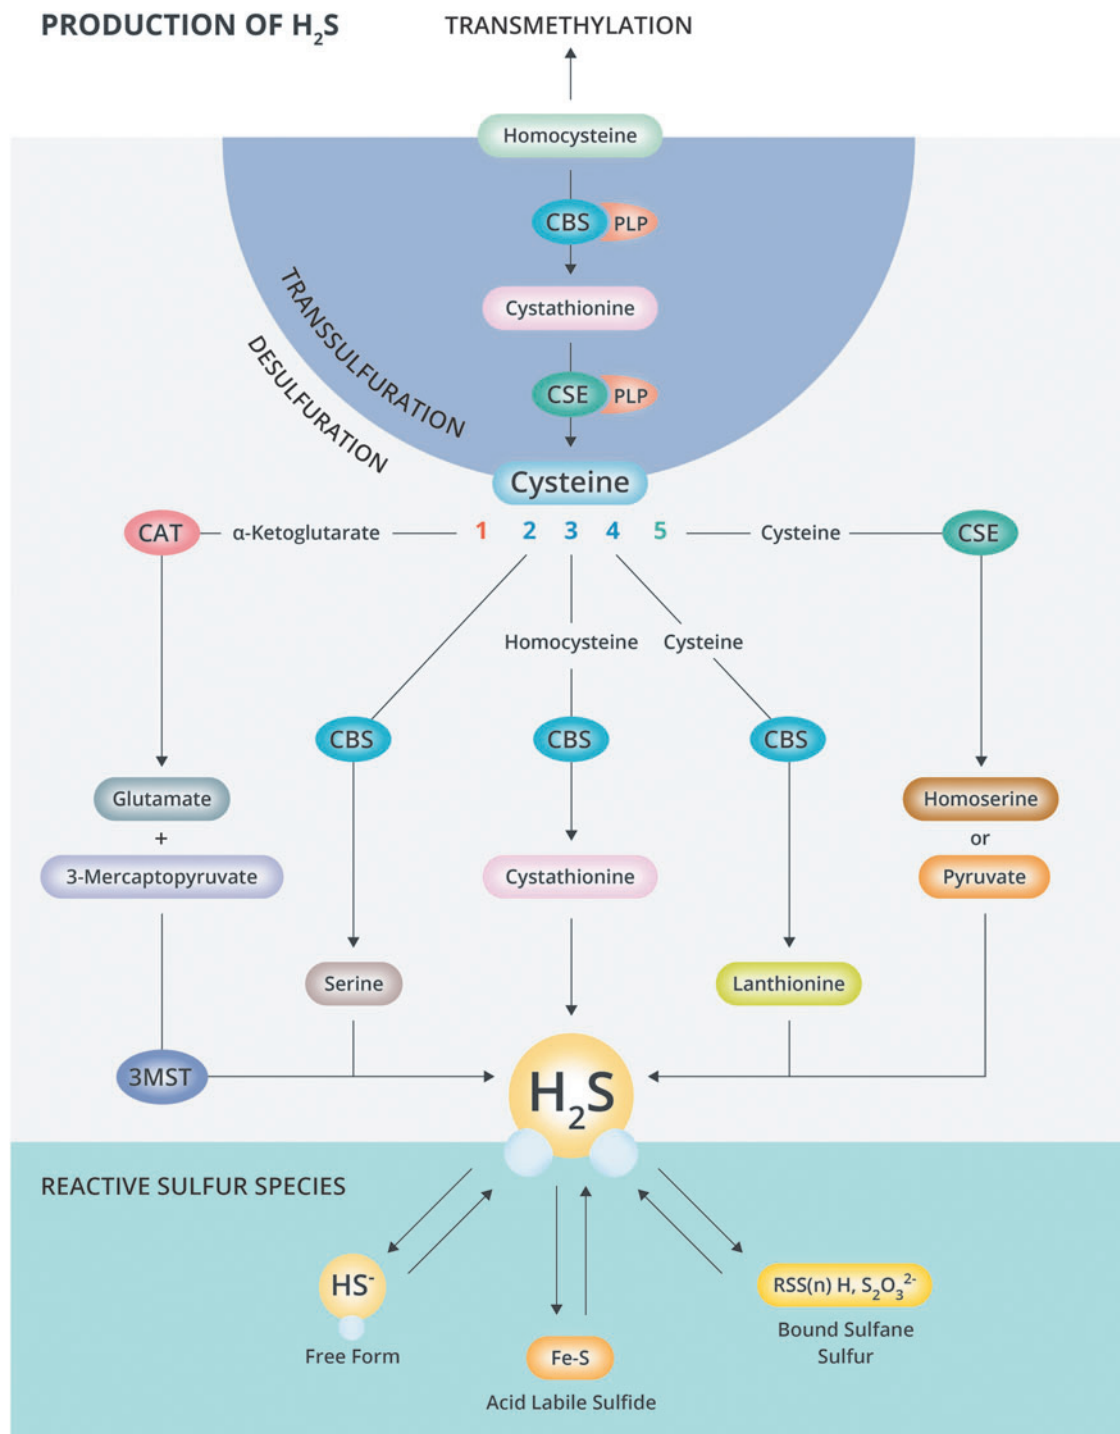 PRODUCTION OF H₂S
TRANSMETHYLATION
Homocysteine
CBS PLP
Cystathionine
CSE PLP
TRANSSULFURATION
DESULFURATION
Cysteine
CAT α-Ketoglutarate 1 2 3 4 5 Cysteine CSE
Homocysteine Cysteine
CBS CBS CBS
Glutamate Homoserine
+ or
3-Mercaptopyruvate Cystathionine Pyruvate
Serine Lanthionine
3MST H₂S
REACTIVE SULFUR SPECIES
HS⁻ RSS(n) H, S₂O₃²⁻
Bound Sulfane
Free Form Fe-S Sulfur
Acid Labile Sulfide